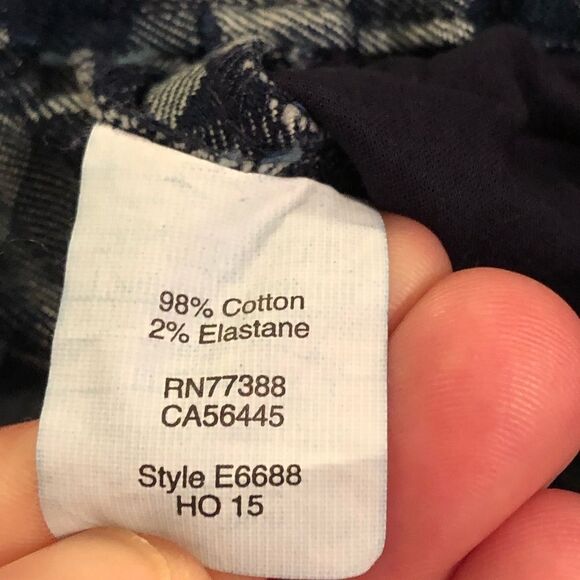 98% Cotton
2% Elastane
RN77388
CA56445
Style E6688
HO 15